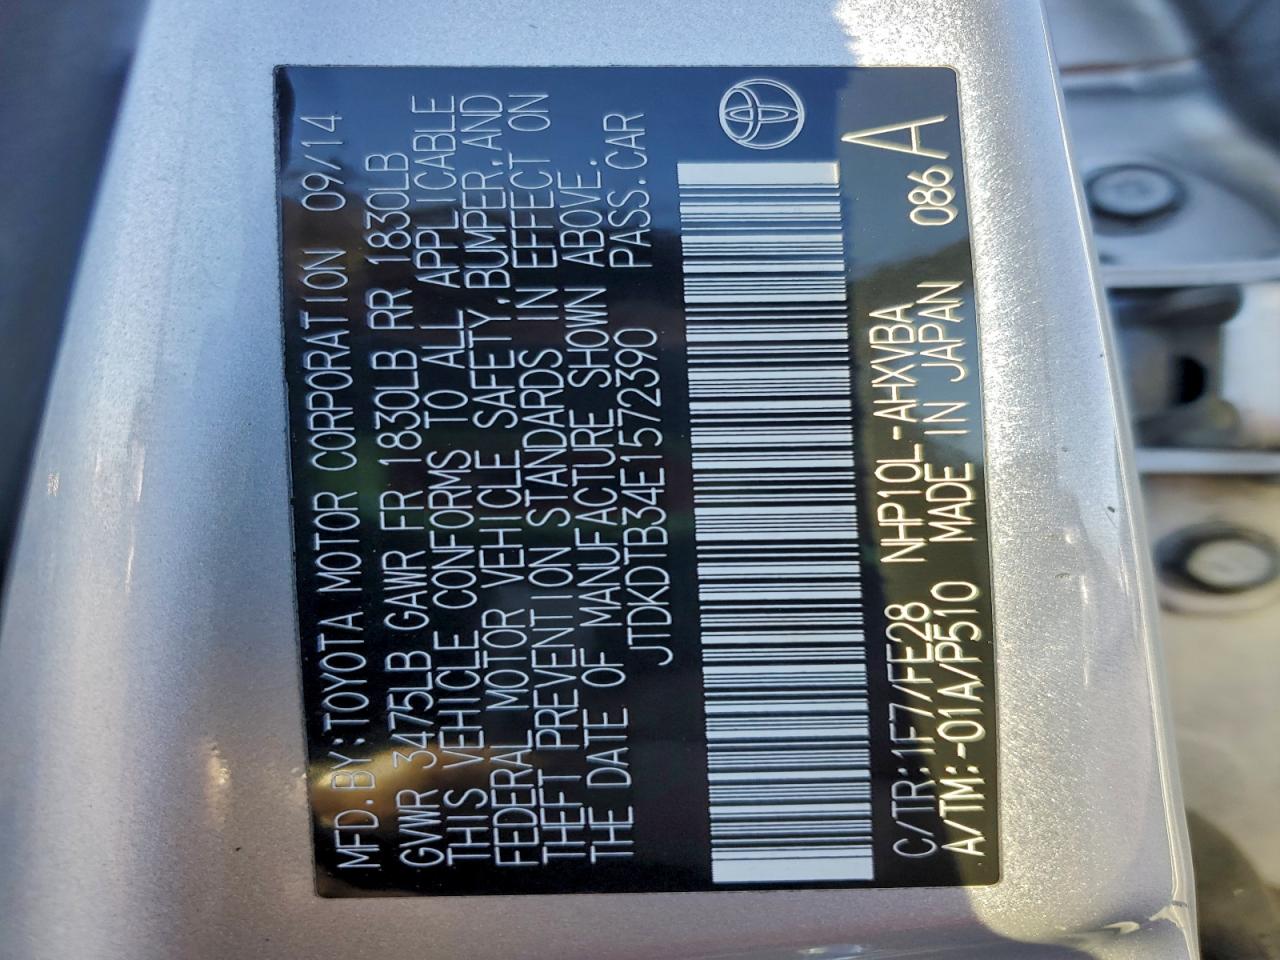 MFD.BY:TOYOTA MOTOR CORPORATION 09/14
GVWR 3475LB GAWR FR 1830LB RR 1830LB
THIS VEHICLE CONFORMS TO ALL APPLICABLE
FEDERAL MOTOR VEHICLE SAFETY,BUMPER,AND
THEFT PREVENTION STANDARDS IN EFFECT ON
THE DATE OF MANUFACTURE SHOWN ABOVE.
JTDKDTB34E1572390 PASS.CAR
C/TR:1F7/FE28 NHP10L-AHXVBA
A/TM:-01A/P510 MADE IN JAPAN 086A